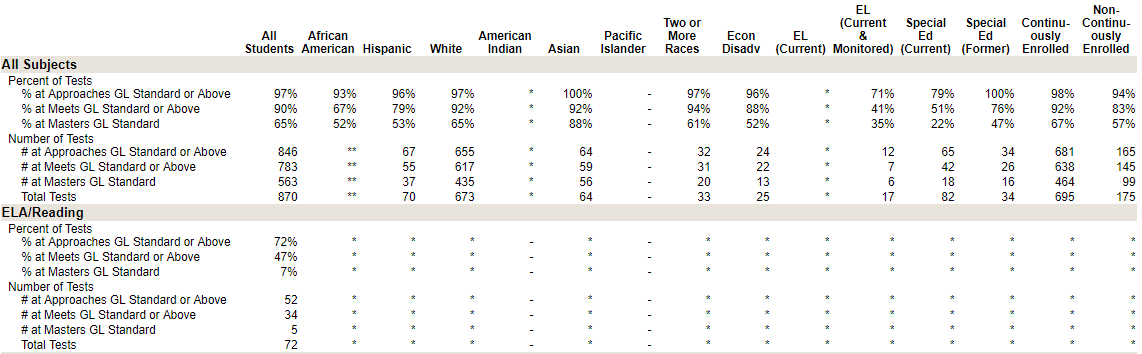 All Students African American Hispanic White American Indian Asian Pacific Islander Two or More Races Econ Disadv EL (Current) EL (Current & Monitored) Special Ed (Current) Special Ed (Former) Continu-ously Enrolled Non-Continu-ously Enrolled
All Subjects
Percent of Tests
% at Approaches GL Standard or Above 97% 93% 96% 97% * 100% - 97% 96% * 71% 79% 100% 98% 94%
% at Meets GL Standard or Above 90% 67% 79% 92% * 92% - 94% 88% * 41% 51% 76% 92% 83%
% at Masters GL Standard 65% 52% 53% 65% * 88% - 61% 52% * 35% 22% 47% 67% 57%
Number of Tests
# at Approaches GL Standard or Above 846 ** 67 655 * 64 - 32 24 * 12 65 34 681 165
# at Meets GL Standard or Above 783 ** 55 617 * 59 - 31 22 * 7 42 26 638 145
# at Masters GL Standard 563 ** 37 435 * 56 - 20 13 * 6 18 16 464 99
Total Tests 870 ** 70 673 * 64 - 33 25 * 17 82 34 695 175
ELA/Reading
Percent of Tests
% at Approaches GL Standard or Above 72% * * * - * - * * * * * * * *
% at Meets GL Standard or Above 47% * * * - * - * * * * * * * *
% at Masters GL Standard 7% * * * - * - * * * * * * * *
Number of Tests
# at Approaches GL Standard or Above 52 * * * - * - * * * * * * * *
# at Meets GL Standard or Above 34 * * * - * - * * * * * * * *
# at Masters GL Standard 5 * * * - * - * * * * * * * *
Total Tests 72 * * * - * - * * * * * * * *